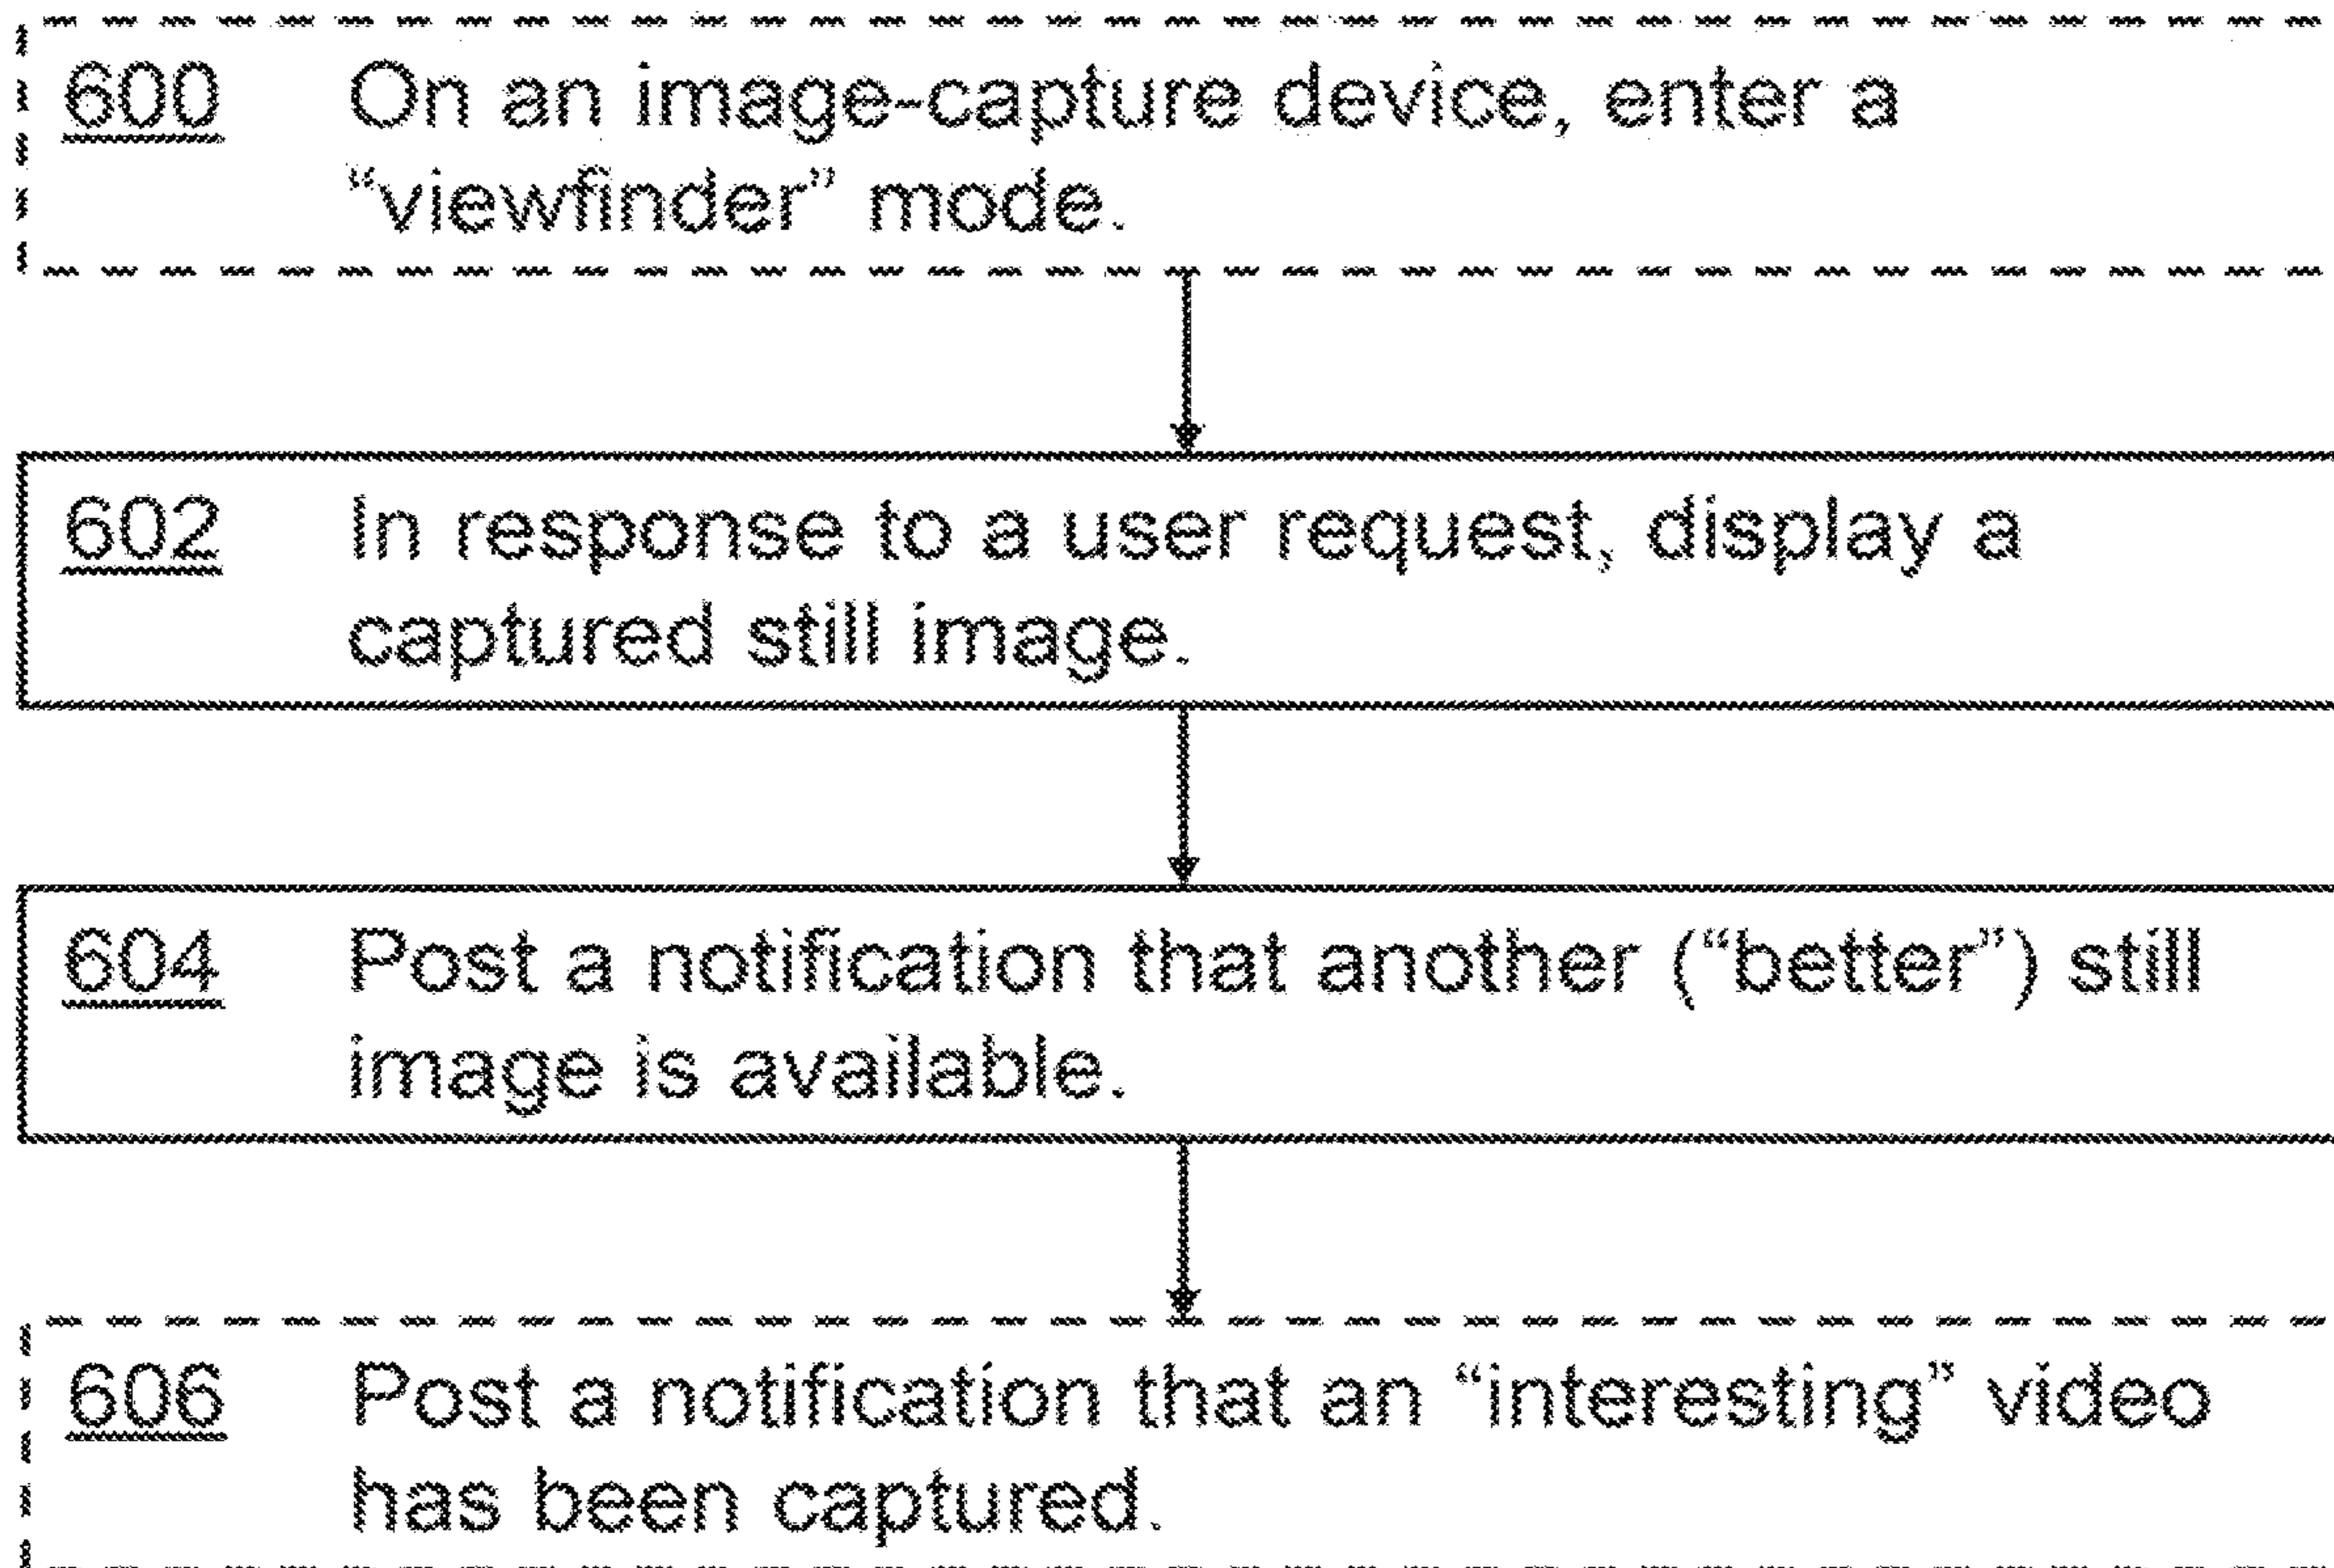 600 On an image-capture device, enter a
“viewfinder” mode.
602 In response to a user request, display a
captured still image.
604 Post a notification that another (“better”) still
image is available.
606 Post a notification that an “interesting” video
has been captured.